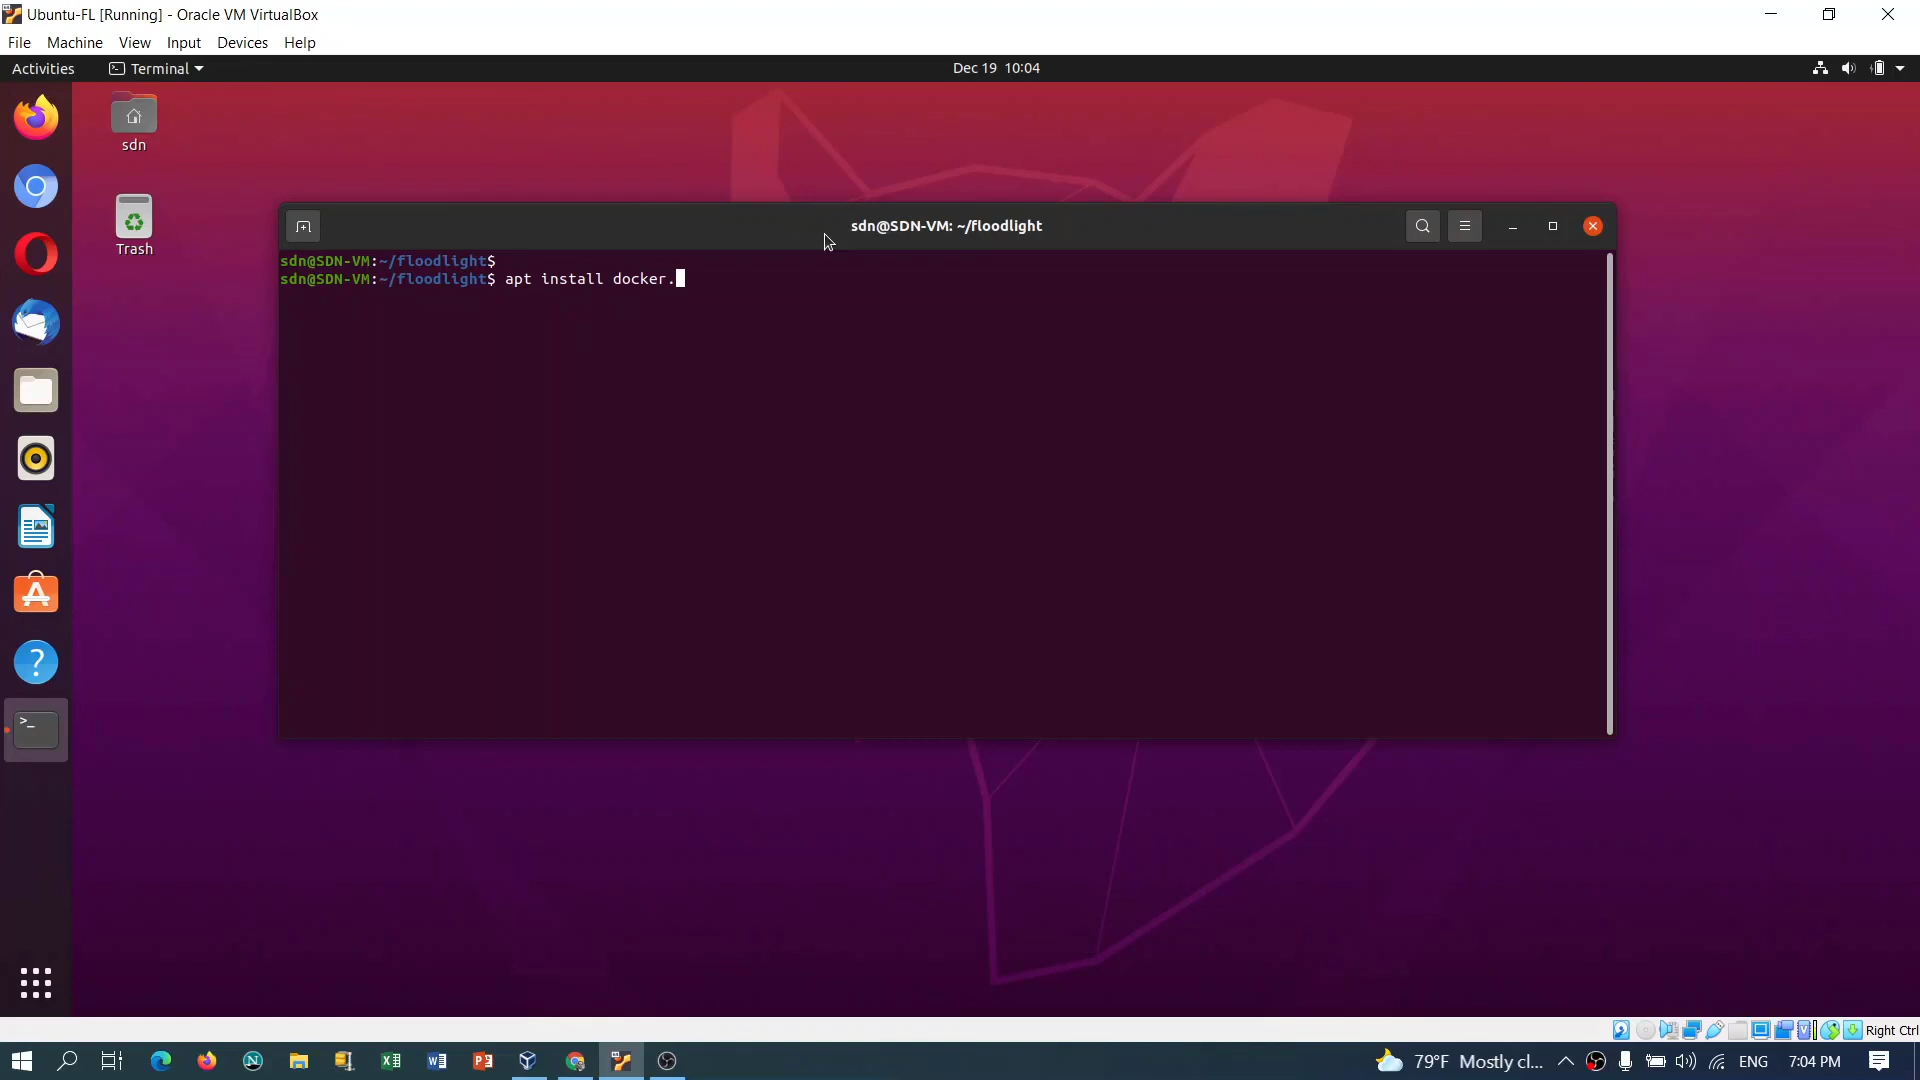 Ubuntu-FL [Running] - Oracle VM VirtualBox
File Machine View Input Devices Help
Activities Terminal Dec 19 10:04
sdn
Trash
sdn@SDN-VM: ~/floodlight
sdn@SDN-VM:~/floodlight$
sdn@SDN-VM:~/floodlight$ apt install docker.
Right Ctrl
79°F Mostly cl... ENG 7:04 PM